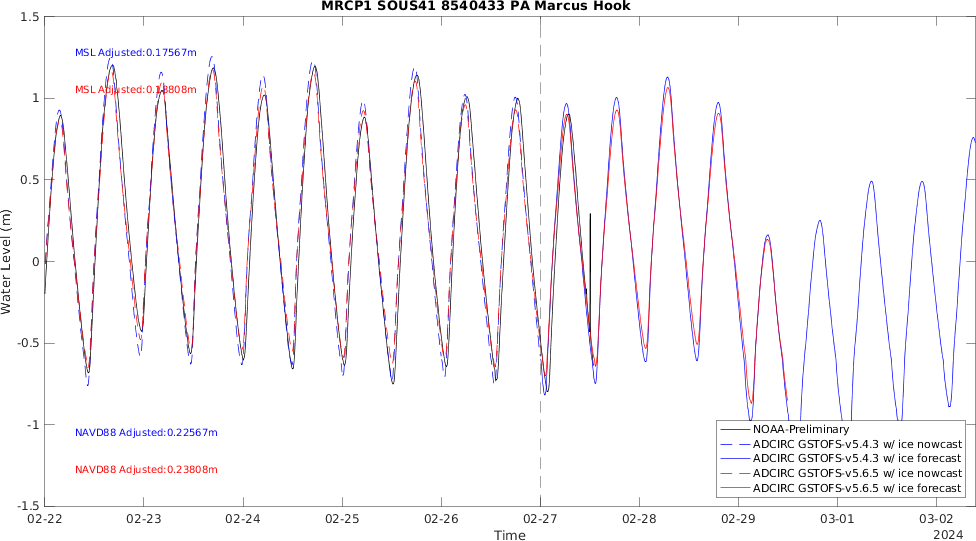 MRCP1 SOUS41 8540433 PA Marcus Hook
1.5
1
0.5
0
-0.5
-1
-1.5
Water Level (m)
MSL Adjusted:0.17567m
MSL Adjusted:0.18808m
NAVD88 Adjusted:0.22567m
NAVD88 Adjusted:0.23808m
NOAA-Preliminary
ADCIRC GSTOFS-v5.4.3 w/ ice nowcast
ADCIRC GSTOFS-v5.4.3 w/ ice forecast
ADCIRC GSTOFS-v5.6.5 w/ ice nowcast
ADCIRC GSTOFS-v5.6.5 w/ ice forecast
02-22 02-23 02-24 02-25 02-26 02-27 02-28 02-29 03-01 03-02
Time
2024